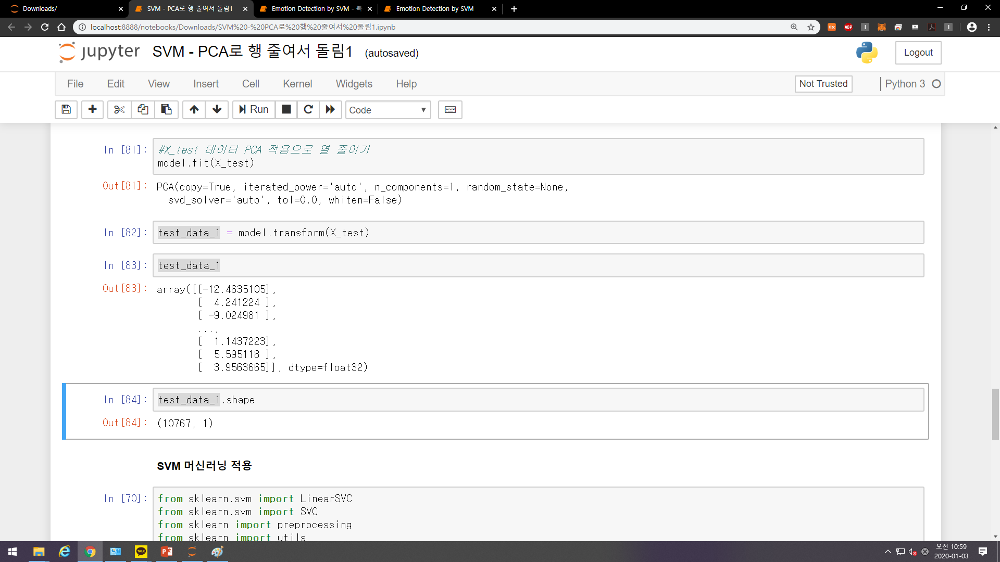 Downloads/
SVM - PCA로 행 줄여서 돌림1
Emotion Detection by SVM - 복
Emotion Detection by SVM
localhost:8888/notebooks/Downloads/SVM%20-%20PCA로%20행%20줄여서%20돌림1.ipynb
jupyter SVM - PCA로 행 줄여서 돌림1 (autosaved)
Logout
File Edit View Insert Cell Kernel Widgets Help
Not Trusted
Python 3
Run
Code
In [81]: #X_test 데이터 PCA 적용으로 열 줄이기
model.fit(X_test)
Out[81]: PCA(copy=True, iterated_power='auto', n_components=1, random_state=None,
svd_solver='auto', tol=0.0, whiten=False)
In [82]: test_data_1 = model.transform(X_test)
In [83]: test_data_1
Out[83]: array([[-12.4635105],
[ 4.241224 ],
[ -9.024981 ],
...,
[ 1.1437223],
[ 5.595118 ],
[ 3.9563665]], dtype=float32)
In [84]: test_data_1.shape
Out[84]: (10767, 1)
SVM 머신러닝 적용
In [70]: from sklearn.svm import LinearSVC
from sklearn.svm import SVC
from sklearn import preprocessing
from sklearn import utils
TALK
오전 10:59
2020-01-03